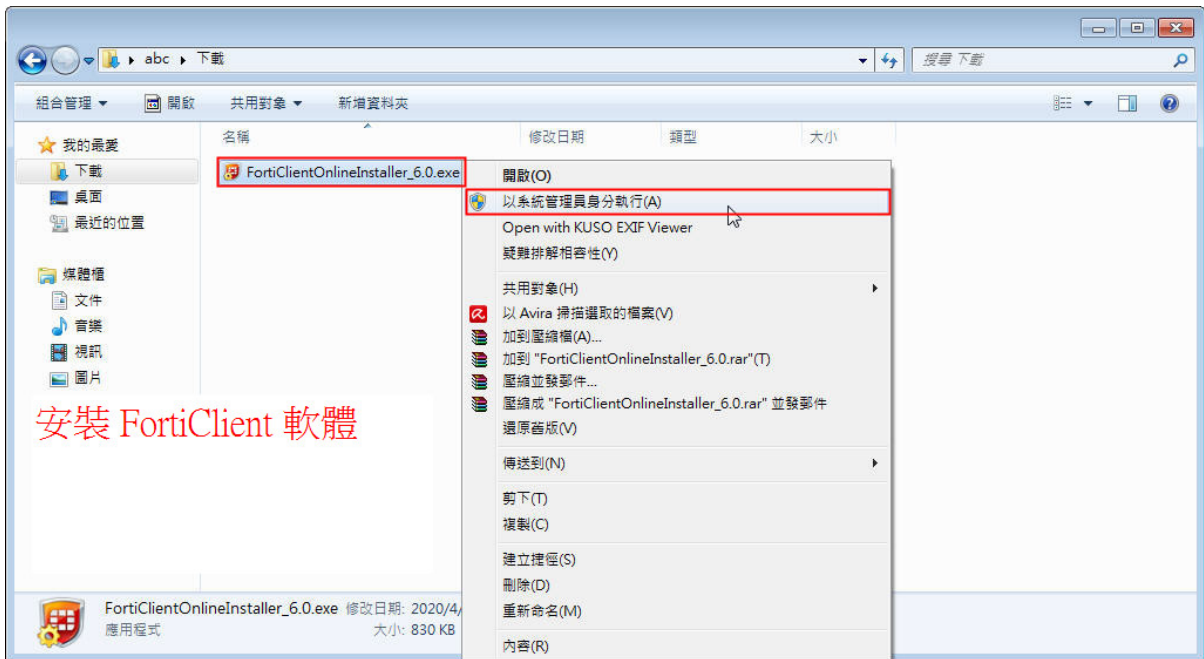 abc 下載
搜尋 下載
組合管理 開啟 共用對象 新增資料夾
我的最愛
下載
桌面
最近的位置
媒體櫃
文件
音樂
視訊
圖片
名稱 修改日期 類型 大小
FortiClientOnlineInstaller_6.0.exe
開啟(O)
以系統管理員身分執行(A)
Open with KUSO EXIF Viewer
疑難排解相容性(Y)
共用對象(H)
以 Avira 掃描選取的檔案(V)
加到壓縮檔(A)...
加到 "FortiClientOnlineInstaller_6.0.rar"(T)
壓縮並發郵件...
壓縮成 "FortiClientOnlineInstaller_6.0.rar" 並發郵件
還原舊版(V)
傳送到(N)
剪下(T)
複製(C)
建立捷徑(S)
刪除(D)
重新命名(M)
內容(R)
安裝 FortiClient 軟體
FortiClientOnlineInstaller_6.0.exe 修改日期: 2020/4/
應用程式 大小: 830 KB